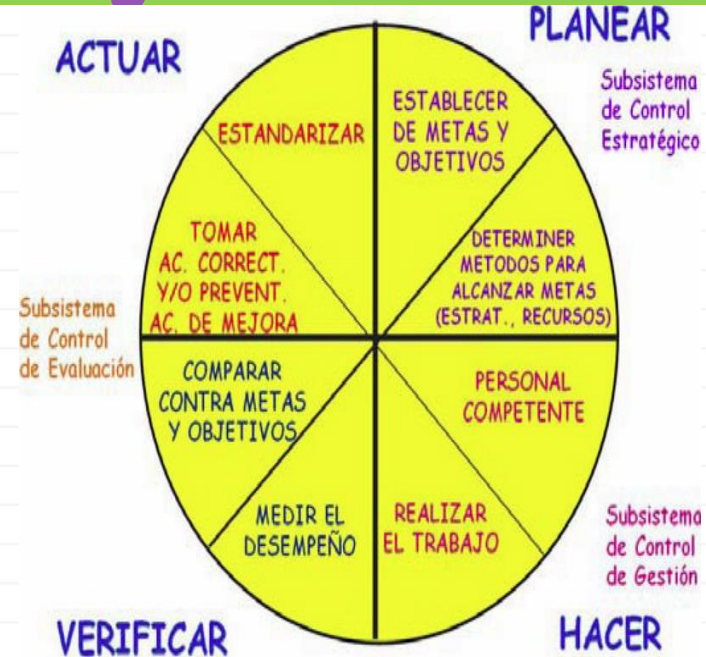 PLANEAR
ACTUAR
Subsistema
de Control
Estratégico
ESTABLECER
DE METAS Y
OBJETIVOS
ESTANDARIZAR
DETERMINER
METODOS PARA
ALCANZAR METAS
(ESTRAT., RECURSOS)
TOMAR
AC. CORRECT.
Y/O PREVENT.
AC. DE MEJORA
Subsistema
de Control
de Evaluación
COMPARAR
CONTRA METAS
Y OBJETIVOS
PERSONAL
COMPETENTE
MEDIR EL
DESEMPEÑO
REALIZAR
EL TRABAJO
Subsistema
de Control
de Gestión
VERIFICAR
HACER